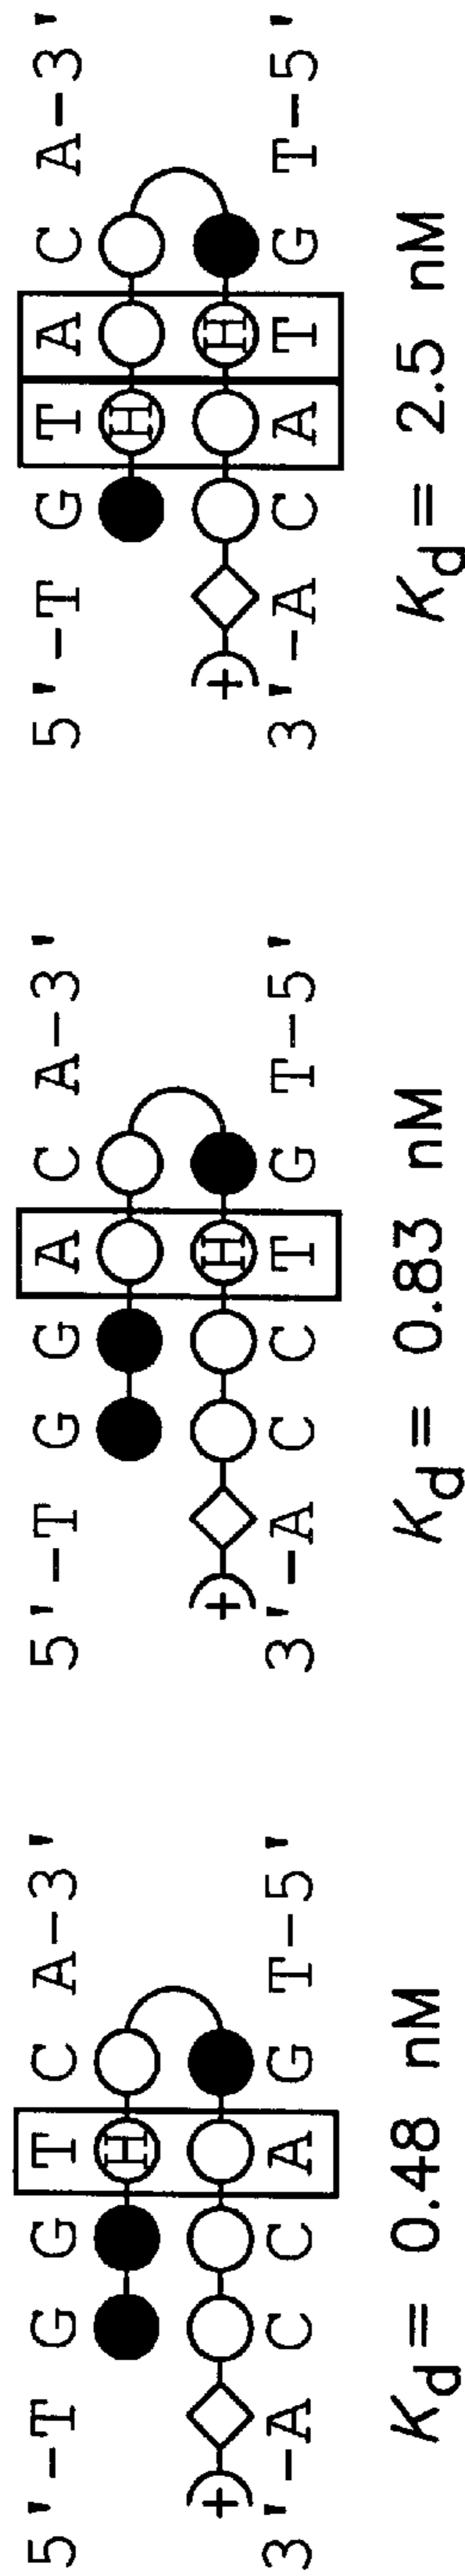 5'-T G G T C A-3'
H
+
3'-A C C A G T-5'
Kd = 0.48 nM
5'-T G G A C A-3'
+ H
3'-A C C T G T-5'
Kd = 0.83 nM
5'-T G T A C A-3'
H
+ H
3'-A C A T G T-5'
Kd = 2.5 nM